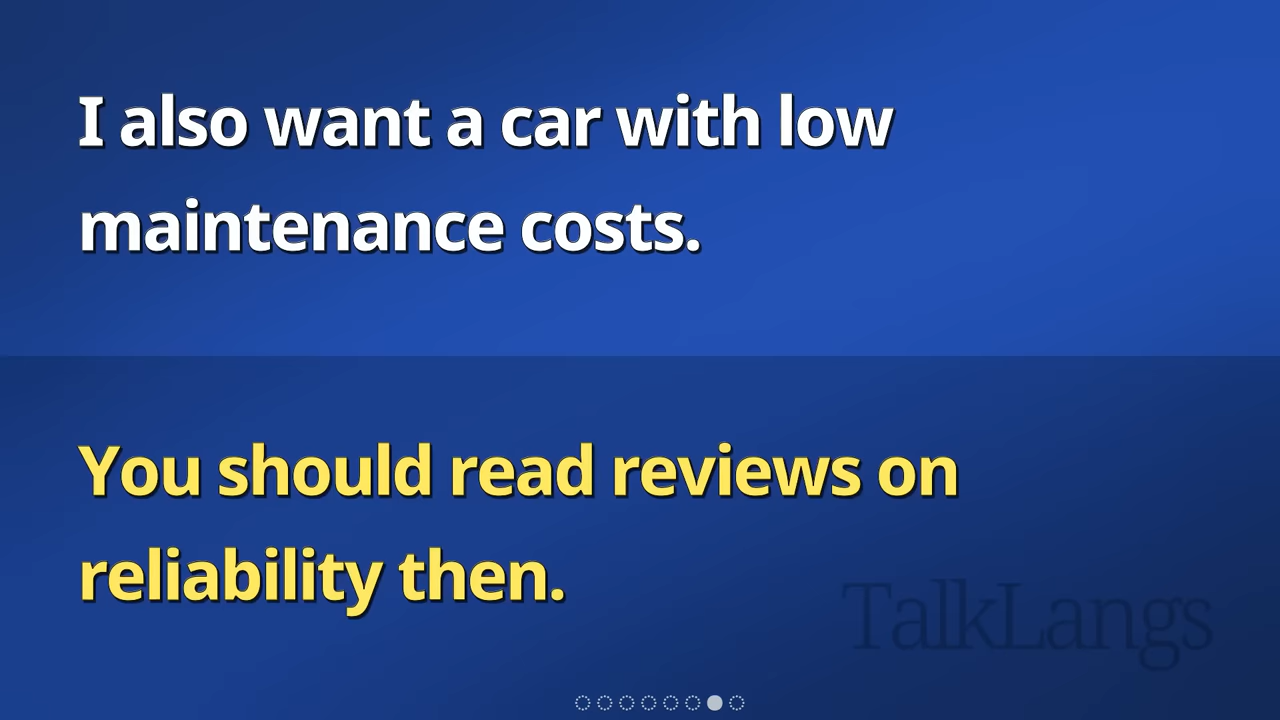 I also want a car with low
maintenance costs.
You should read reviews on
reliability then.
TalkLangs